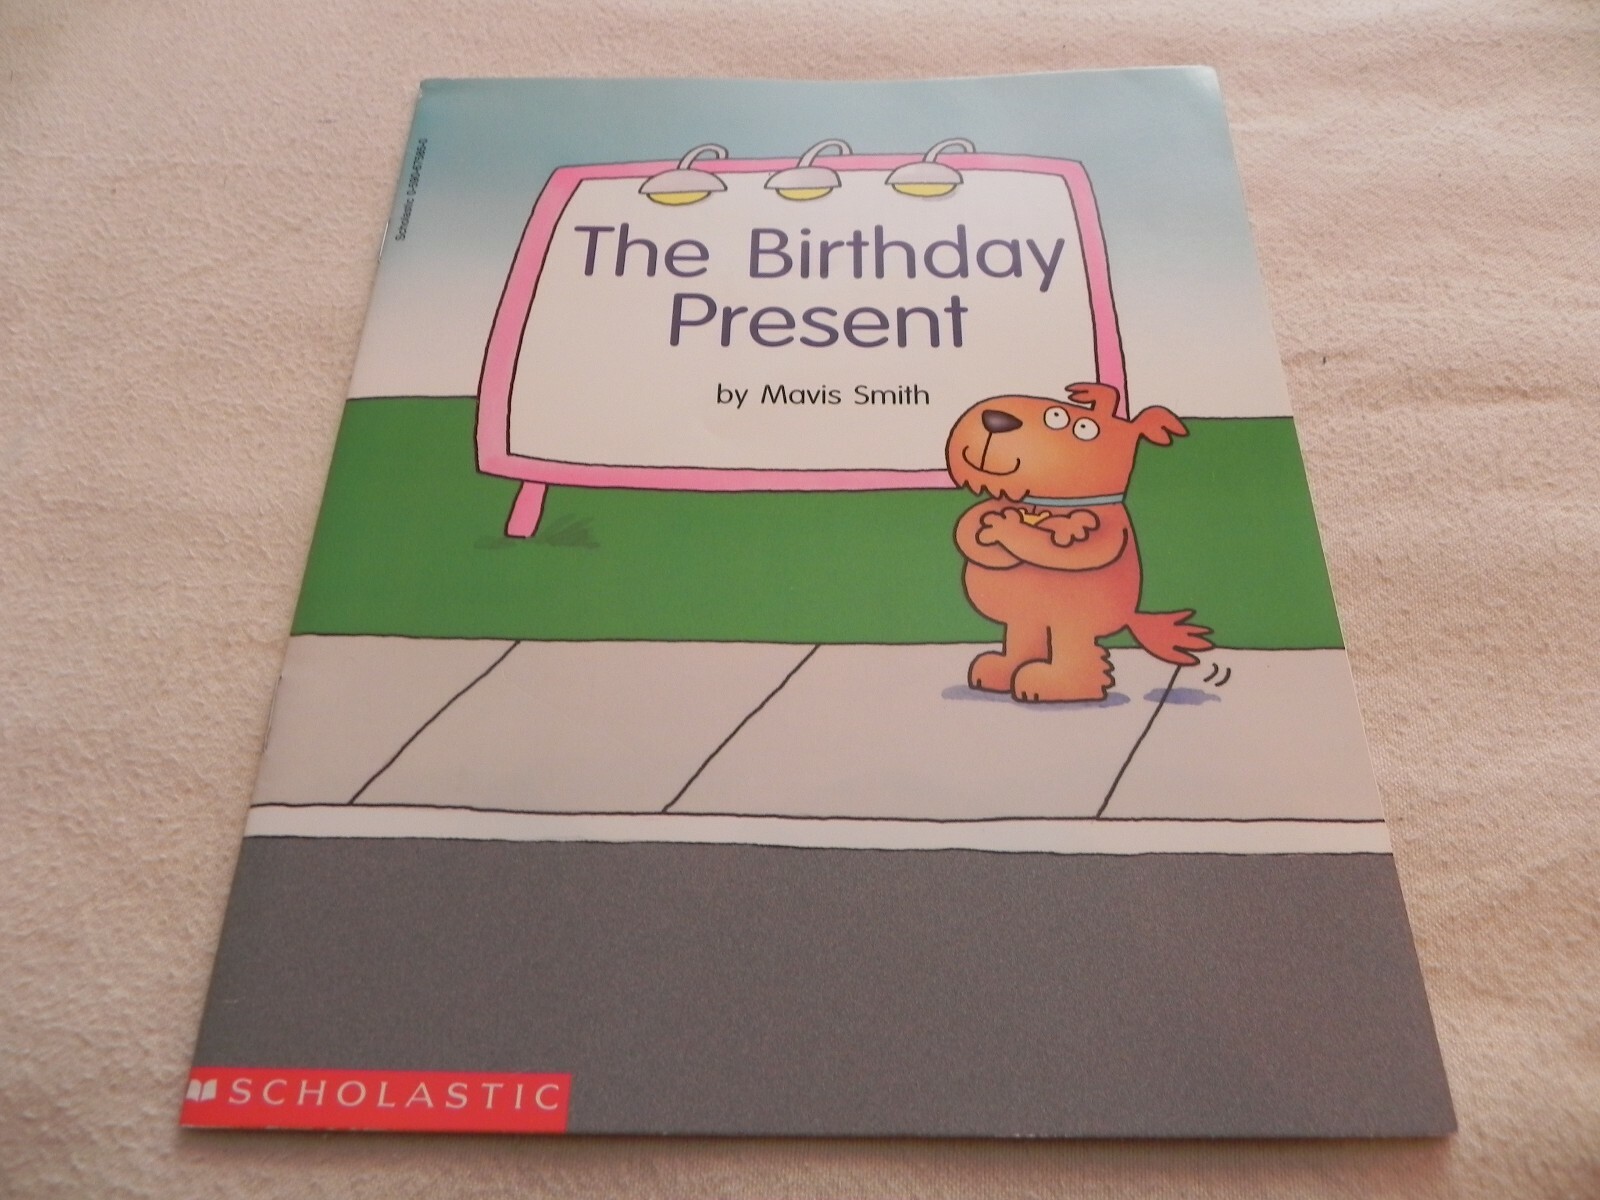 The Birthday
Present
by Mavis Smith
SCHOLASTIC